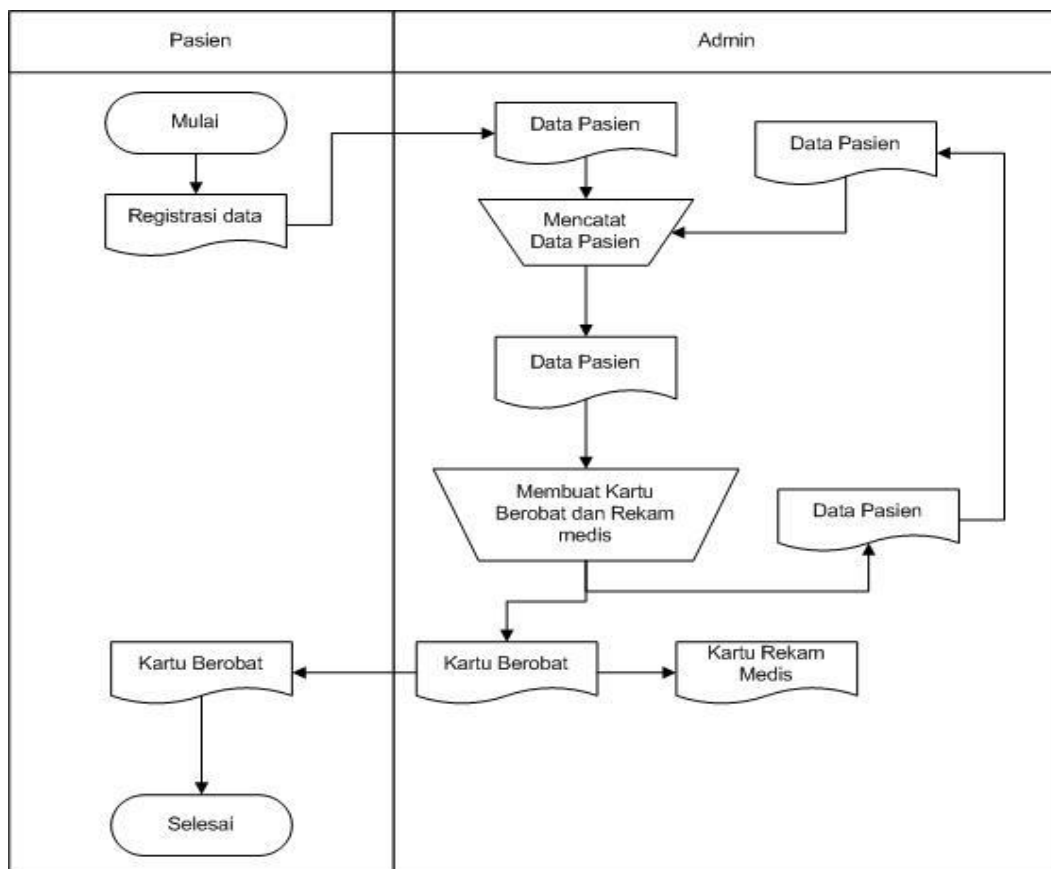 Pasien
Admin
Mulai
Data Pasien
Data Pasien
Registrasi data
Mencatat
Data Pasien
Data Pasien
Membuat Kartu
Berobat dan Rekam
medis
Data Pasien
Kartu Berobat
Kartu Berobat
Kartu Rekam
Medis
Selesai